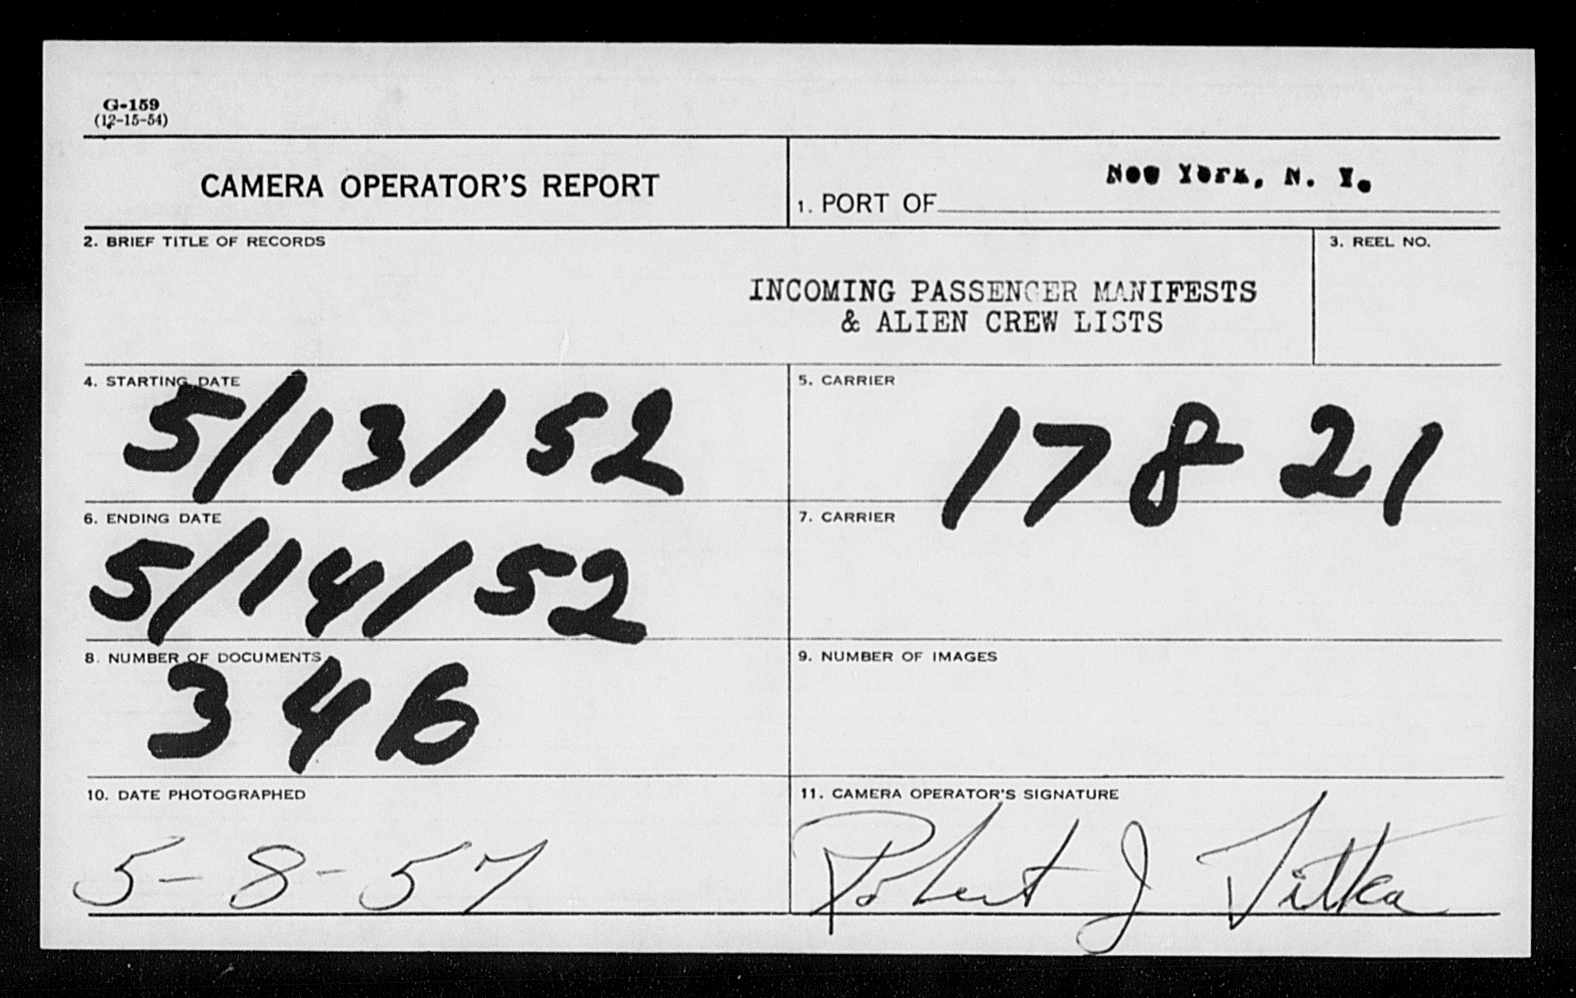 G-159
(12-15-54)
CAMERA OPERATOR'S REPORT
1. PORT OF New York, N. Y.
2. BRIEF TITLE OF RECORDS
3. REEL NO.
INCOMING PASSENGER MANIFESTS
& ALIEN CREW LISTS
4. STARTING DATE
5/13/52
5. CARRIER
17821
6. ENDING DATE
5/14/52
7. CARRIER
8. NUMBER OF DOCUMENTS
346
9. NUMBER OF IMAGES
10. DATE PHOTOGRAPHED
5-8-57
11. CAMERA OPERATOR'S SIGNATURE
Robert J